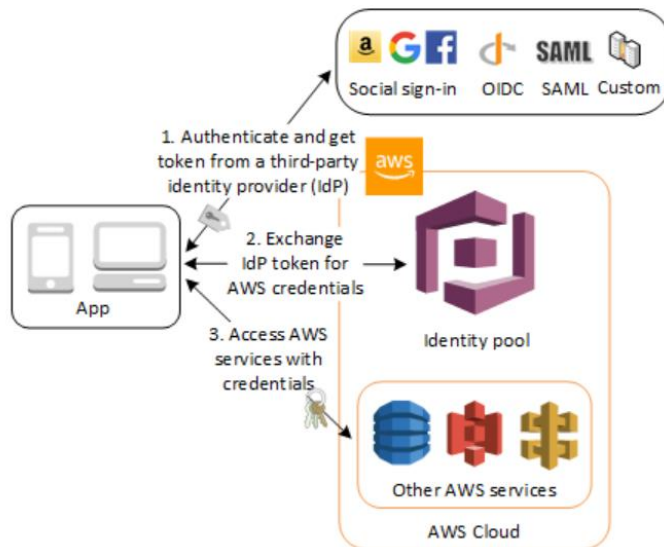 a
G
f
SAML
Social sign-in
OIDC
SAML
Custom
1. Authenticate and get
token from a third-party
identity provider (IdP)
aws
2. Exchange
IdP token for
AWS credentials
App
Identity pool
3. Access AWS
services with
credentials
Other AWS services
AWS Cloud